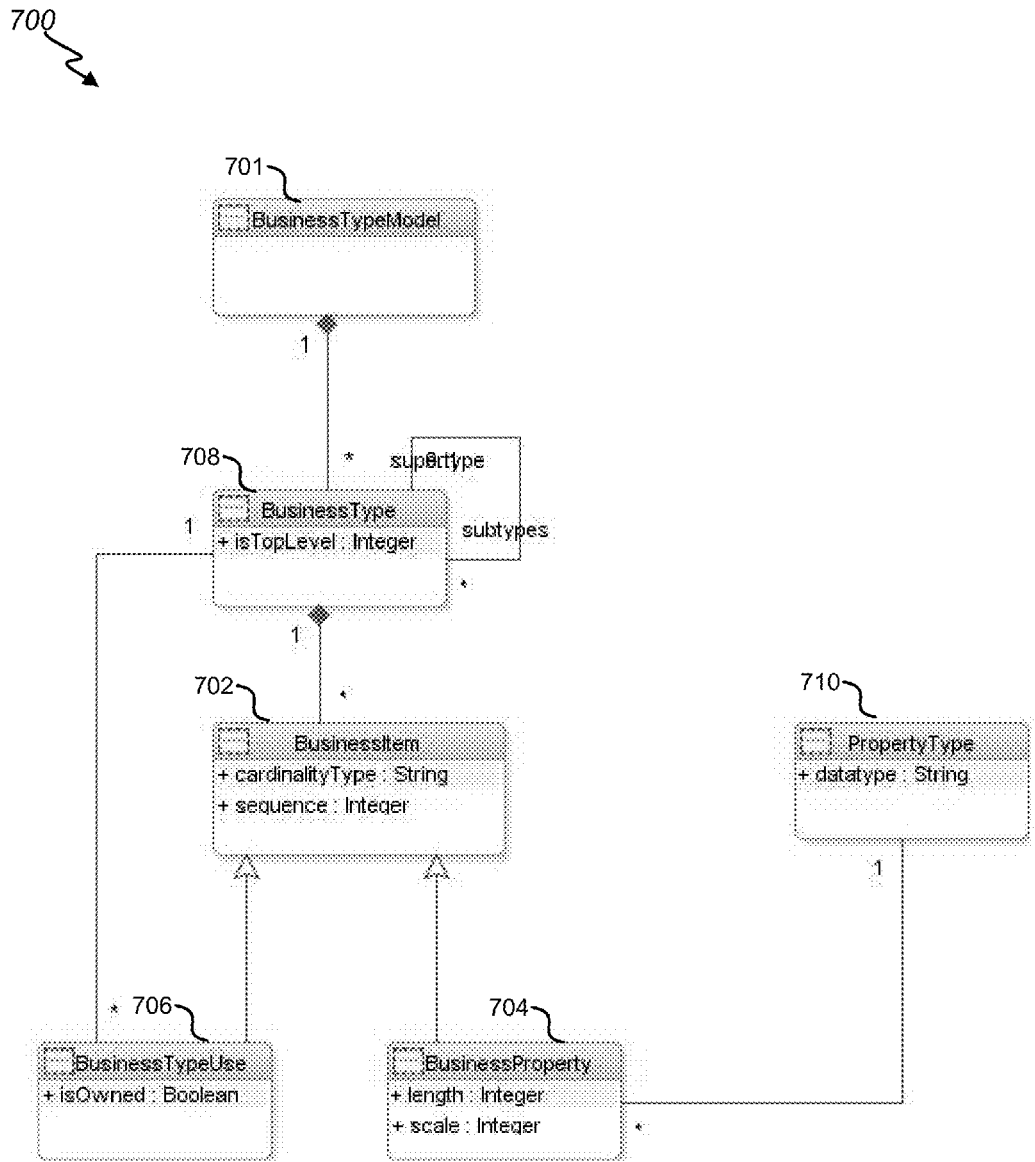 700
701
BusinessTypeModel
1
*
supertype
708
BusinessType
1
+ isTopLevel : Integer
subtypes
*
1
*
702
710
BusinessItem
PropertyType
+ cardinalityType : String
+ datatype : String
+ sequence : Integer
1
*
706
704
BusinessTypeUse
BusinessProperty
+ isOwned : Boolean
+ length : Integer
+ scale : Integer
*